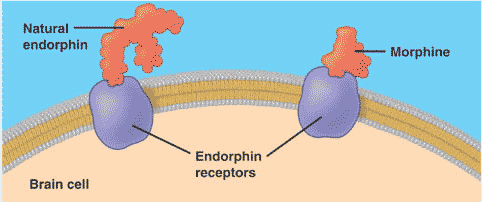 Natural
endorphin
Morphine
Endorphin
receptors
Brain cell